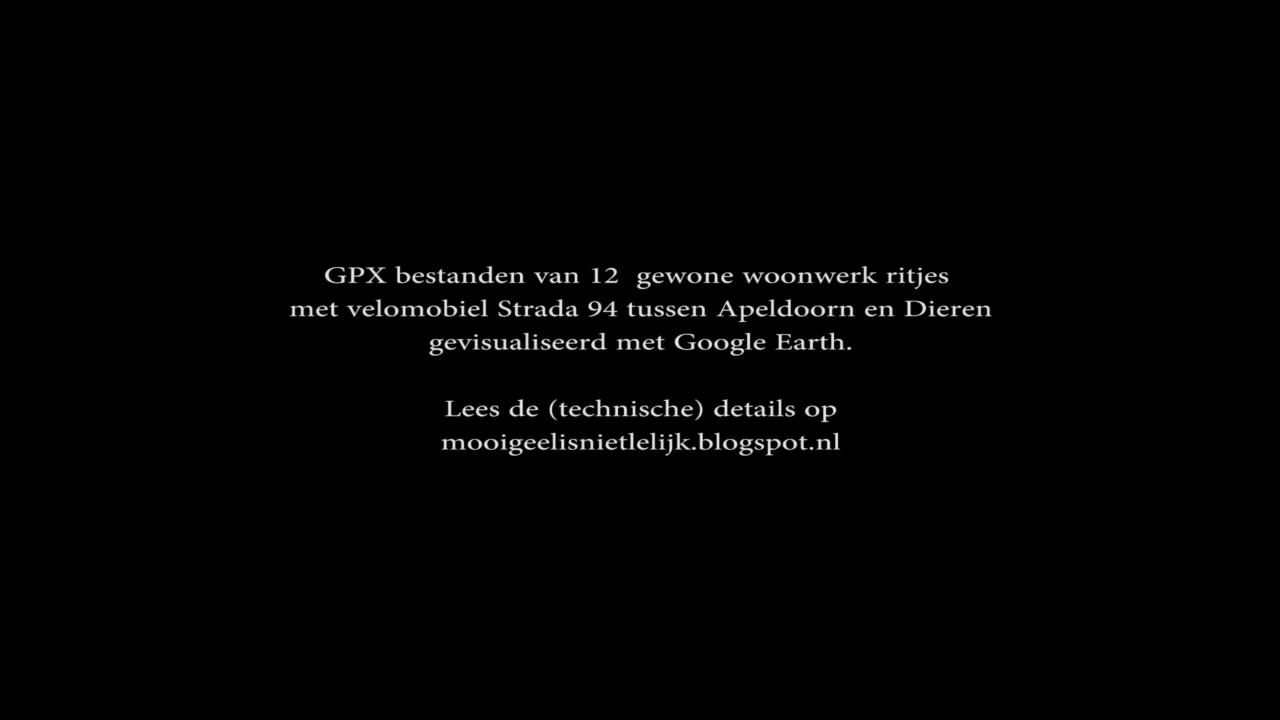 GPX bestanden van 12  gewone woonwerk ritjes
met velomobiel Strada 94 tussen Apeldoorn en Dieren
gevisualiseerd met Google Earth.
Lees de (technische) details op
mooigeelisnietlelijk.blogspot.nl